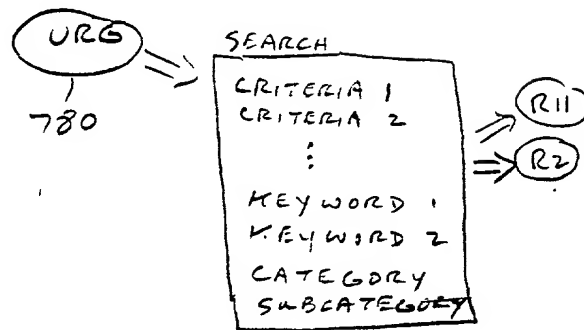 URG
780
SEARCH
CRITERIA 1
CRITERIA 2
⋮
KEYWORD 1
KEYWORD 2
CATEGORY
SUBCATEGORY
R11
R2